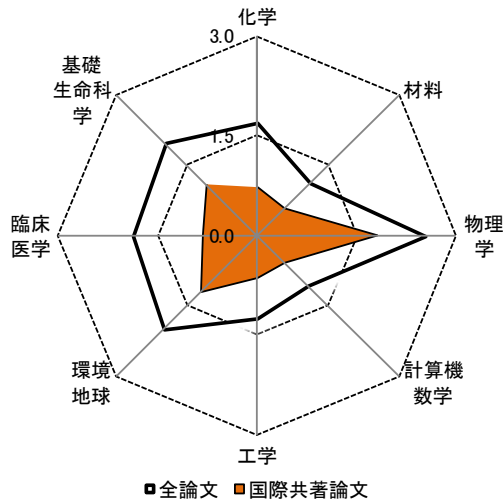 化学
3.0
基礎
生命科
学
材料
1.5
臨床
医学
0.0
物理
学
環境
地球
計算機
数学
工学
全論文 国際共著論文